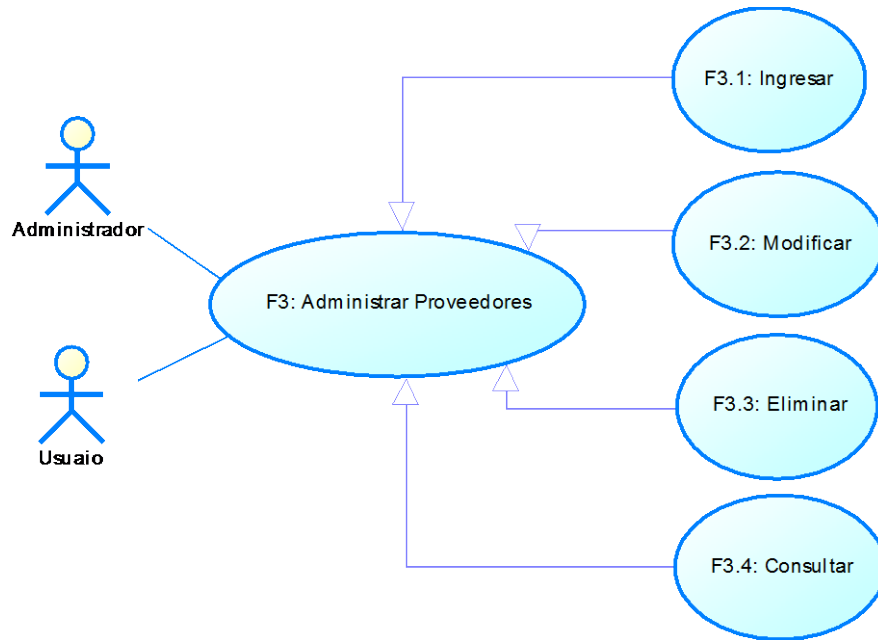 F3.1: Ingresar
Administrador
F3.2: Modificar
F3: Administrar Proveedores
Usuaio
F3.3: Eliminar
F3.4: Consultar